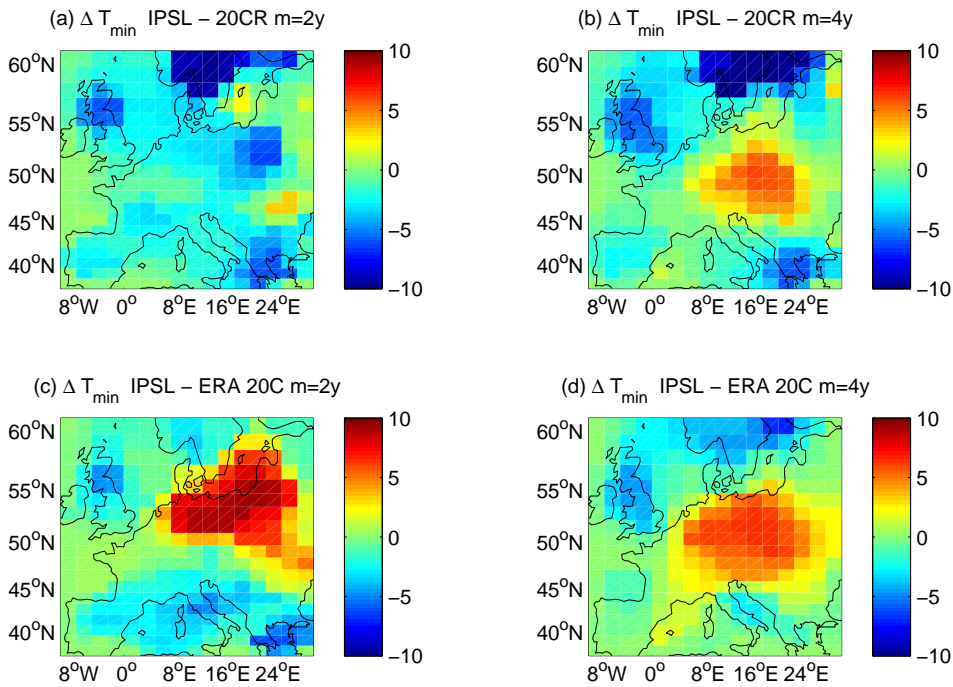 (a) Δ T_min IPSL − 20CR m=2y
60°N
55°N
50°N
45°N
40°N
8°W 0° 8°E 16°E 24°E
10
5
0
−5
−10
(b) Δ T_min IPSL − 20CR m=4y
60°N
55°N
50°N
45°N
40°N
8°W 0° 8°E 16°E 24°E
10
5
0
−5
−10
(c) Δ T_min IPSL − ERA 20C m=2y
60°N
55°N
50°N
45°N
40°N
8°W 0° 8°E 16°E 24°E
10
5
0
−5
−10
(d) Δ T_min IPSL − ERA 20C m=4y
60°N
55°N
50°N
45°N
40°N
8°W 0° 8°E 16°E 24°E
10
5
0
−5
−10